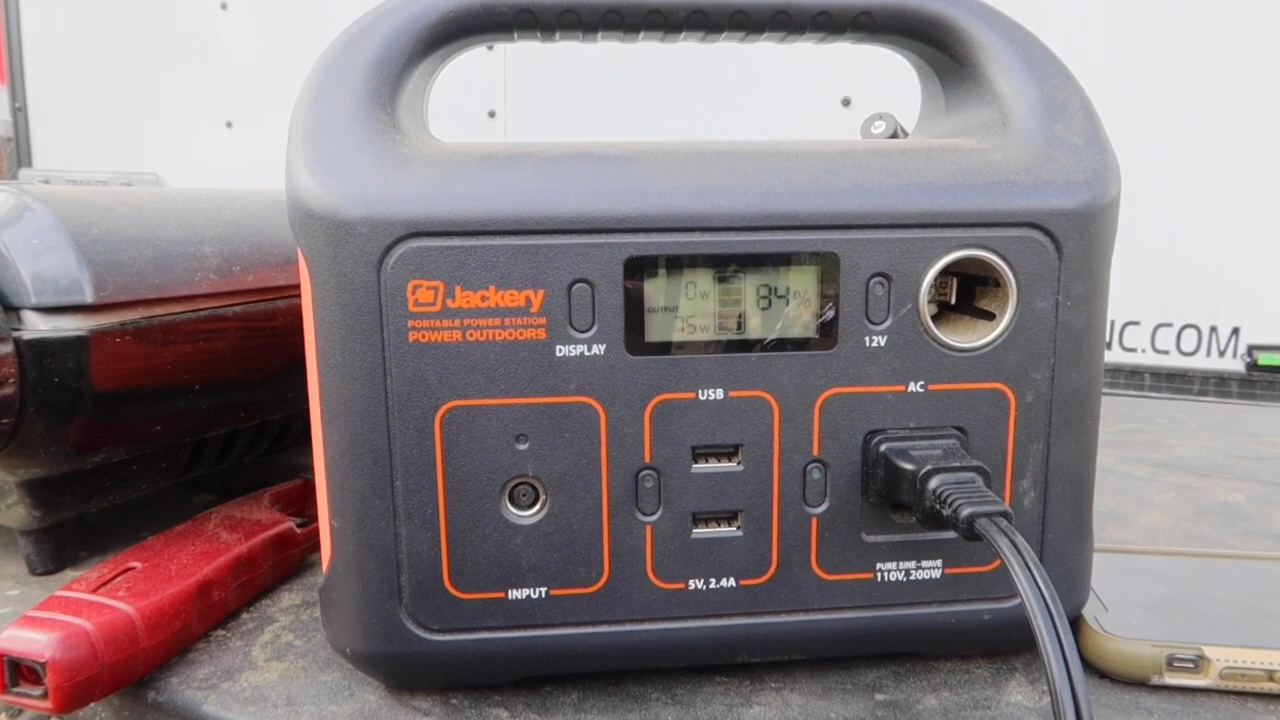 Jackery
PORTABLE POWER STATION
POWER OUTDOORS
DISPLAY
0W
OUTPUT
75W
84%
12V
NC.COM
INPUT
USB
5V, 2.4A
AC
PURE SINE-WAVE
110V, 200W